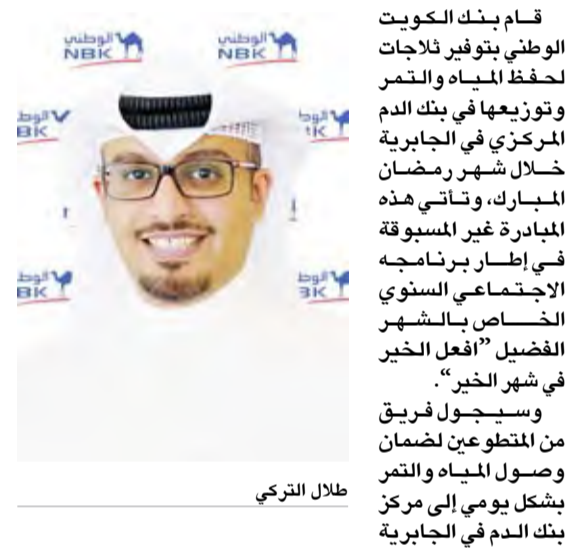 قام بنك الكويت
الوطني بتوفير ثلاجات
لحفظ المياه والتمر
وتوزيعها في بنك الدم
المركزي في الجابرية
خلال شهر رمضان
المبارك، وتأتي هذه
المبادرة غير المسبوقة
في إطار برنامجه
الاجتماعي السنوي
الخاص بالشهر
الفضيل ”افعل الخير
في شهر الخير“.
وسيجول فريق
من المتطوعين لضمان
وصول المياه والتمر
بشكل يومي إلى مركز
بنك الدم في الجابرية
الوطني
NBK
الوطني
NBK
طلال التركي